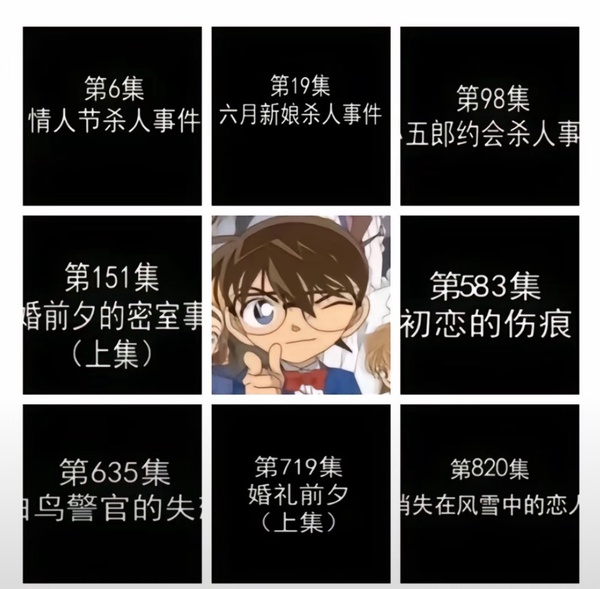 第6集
情人节杀人事件
第19集
六月新娘杀人事件
第98集
五郎约会杀人事
第151集
婚前夕的密室事
（上集）
第583集
初恋的伤痕
第635集
鸟警官的失
第719集
婚礼前夕
（上集）
第820集
消失在风雪中的恋人